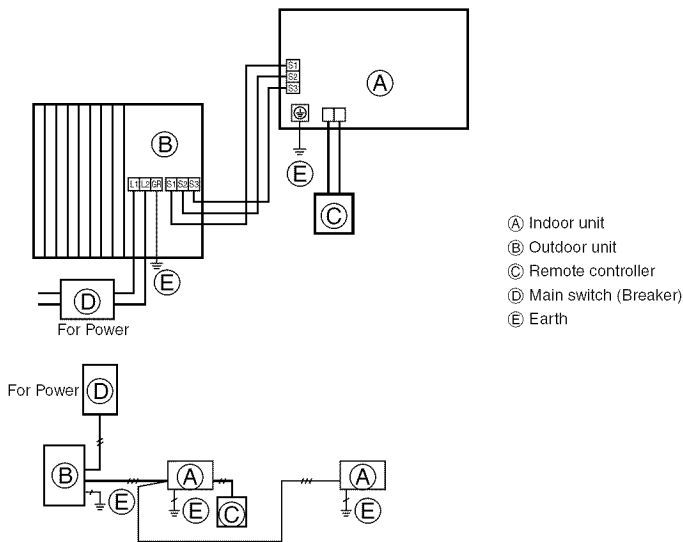 S1
S2
S3
A
B
L1 L2 GR S1 S2 S3
E
C
E
D
For Power
A Indoor unit
B Outdoor unit
C Remote controller
D Main switch (Breaker)
E Earth
For Power D
B
A
A
E
E
C
E